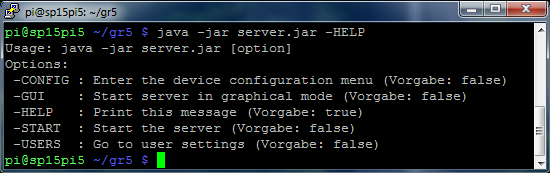 pi@sp15pi5: ~/gr5
pi@sp15pi5 ~/gr5 $ java -jar server.jar -HELP
Usage: java -jar server.jar [option]
Options:
-CONFIG : Enter the device configuration menu (Vorgabe: false)
-GUI : Start server in graphical mode (Vorgabe: false)
-HELP : Print this message (Vorgabe: true)
-START : Start the server (Vorgabe: false)
-USERS : Go to user settings (Vorgabe: false)
pi@sp15pi5 ~/gr5 $